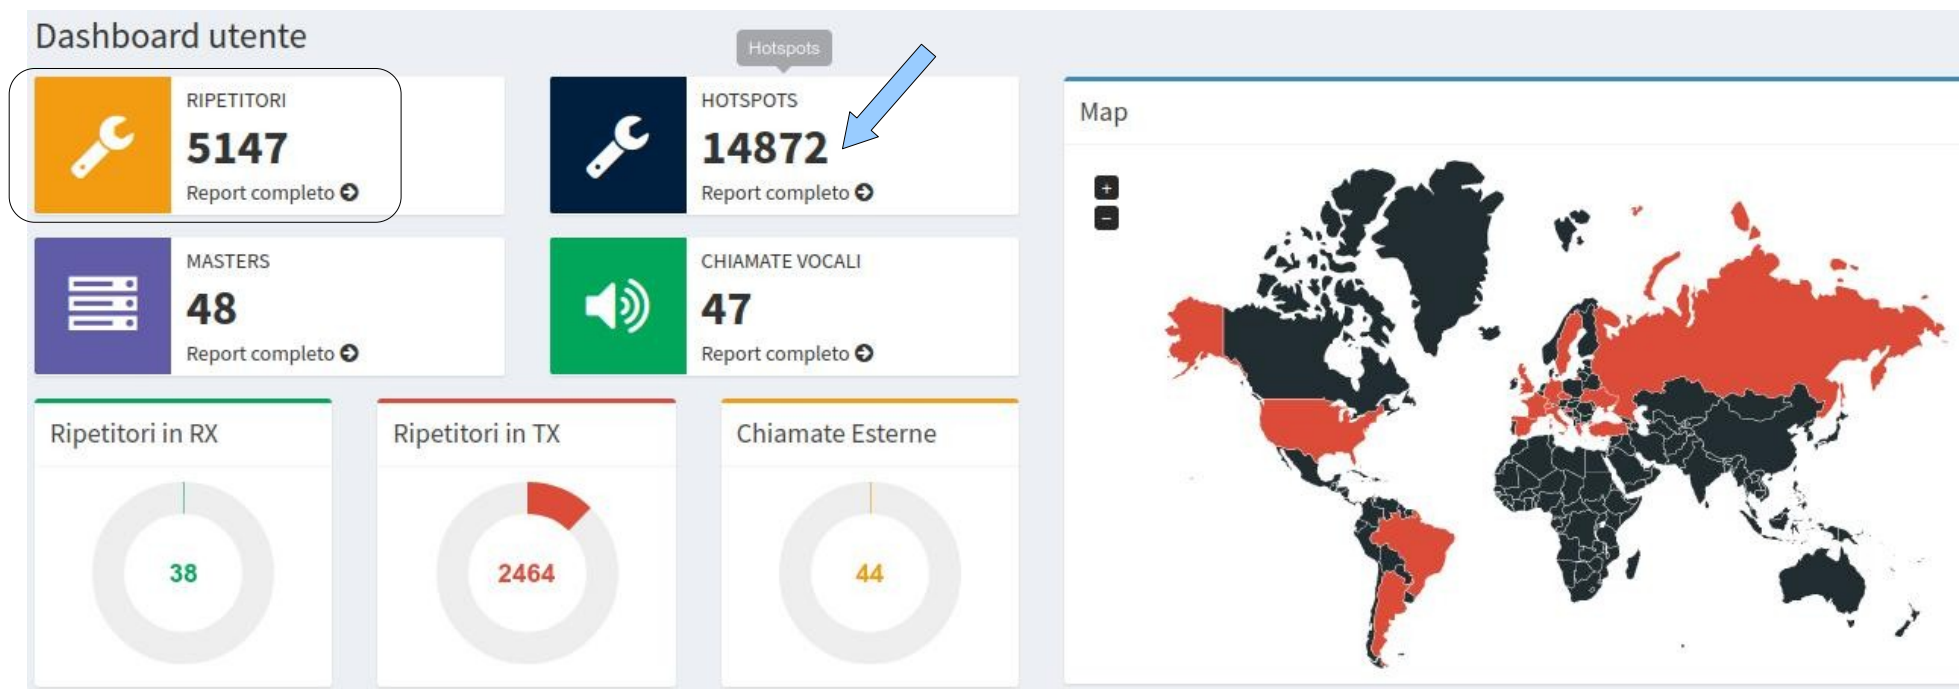 Dashboard utente
Hotspots
RIPETITORI
5147
Report completo
HOTSPOTS
14872
Report completo
Map
+
−
MASTERS
48
Report completo
CHIAMATE VOCALI
47
Report completo
Ripetitori in RX
38
Ripetitori in TX
2464
Chiamate Esterne
44